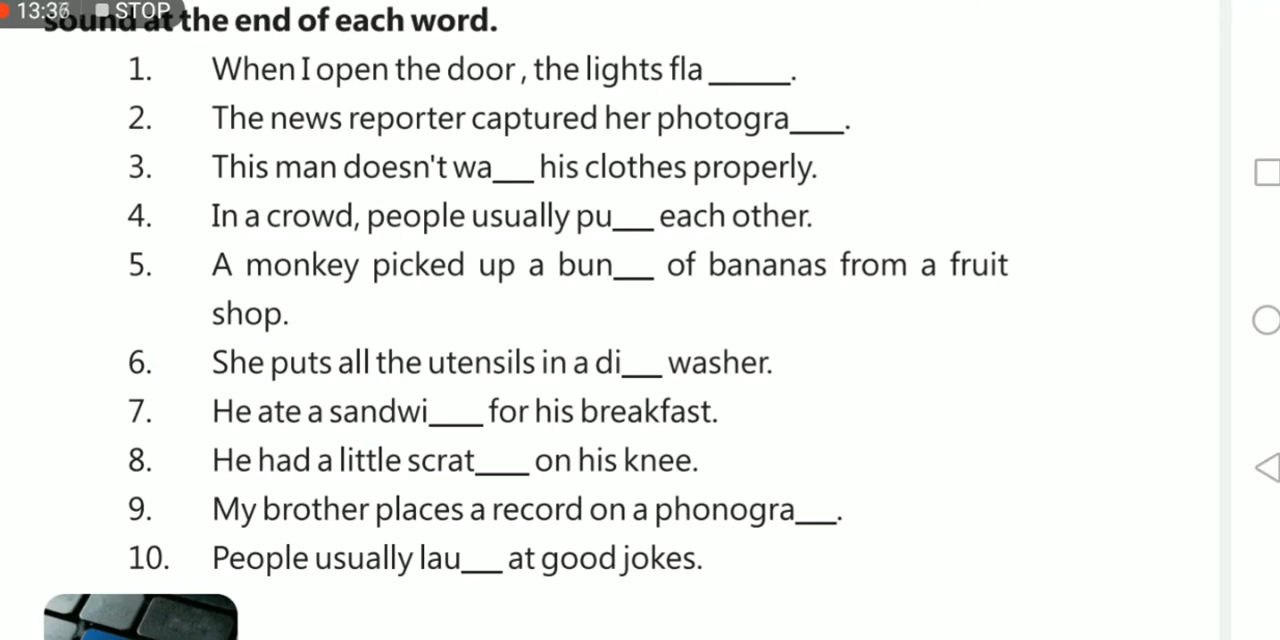 13:36 STOP
sound at the end of each word.
1. When I open the door , the lights fla _____.
2. The news reporter captured her photogra____.
3. This man doesn't wa___ his clothes properly.
4. In a crowd, people usually pu___ each other.
5. A monkey picked up a bun___ of bananas from a fruit
shop.
6. She puts all the utensils in a di___ washer.
7. He ate a sandwi____ for his breakfast.
8. He had a little scrat____ on his knee.
9. My brother places a record on a phonogra___.
10. People usually lau___ at good jokes.